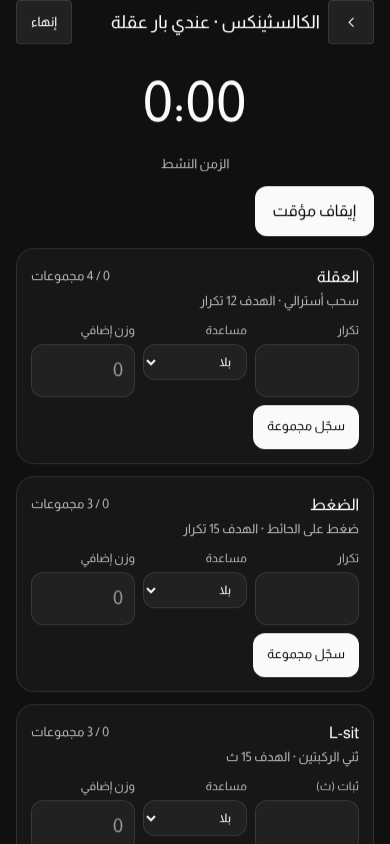 الكالسثينكس · عندي بار عقلة
إنهاء
0:00
الزمن النشط
إيقاف مؤقت
العقلة
0 / 4 مجموعات
سحب أسترالي · الهدف 12 تكرار
تكرار
مساعدة
وزن إضافي
بلا
0
سجّل مجموعة
الضغط
0 / 3 مجموعات
ضغط على الحائط · الهدف 15 تكرار
تكرار
مساعدة
وزن إضافي
بلا
0
سجّل مجموعة
L-sit
0 / 3 مجموعات
ثني الركبتين · الهدف 15 ث
ثبات (ث)
مساعدة
وزن إضافي
بلا
0